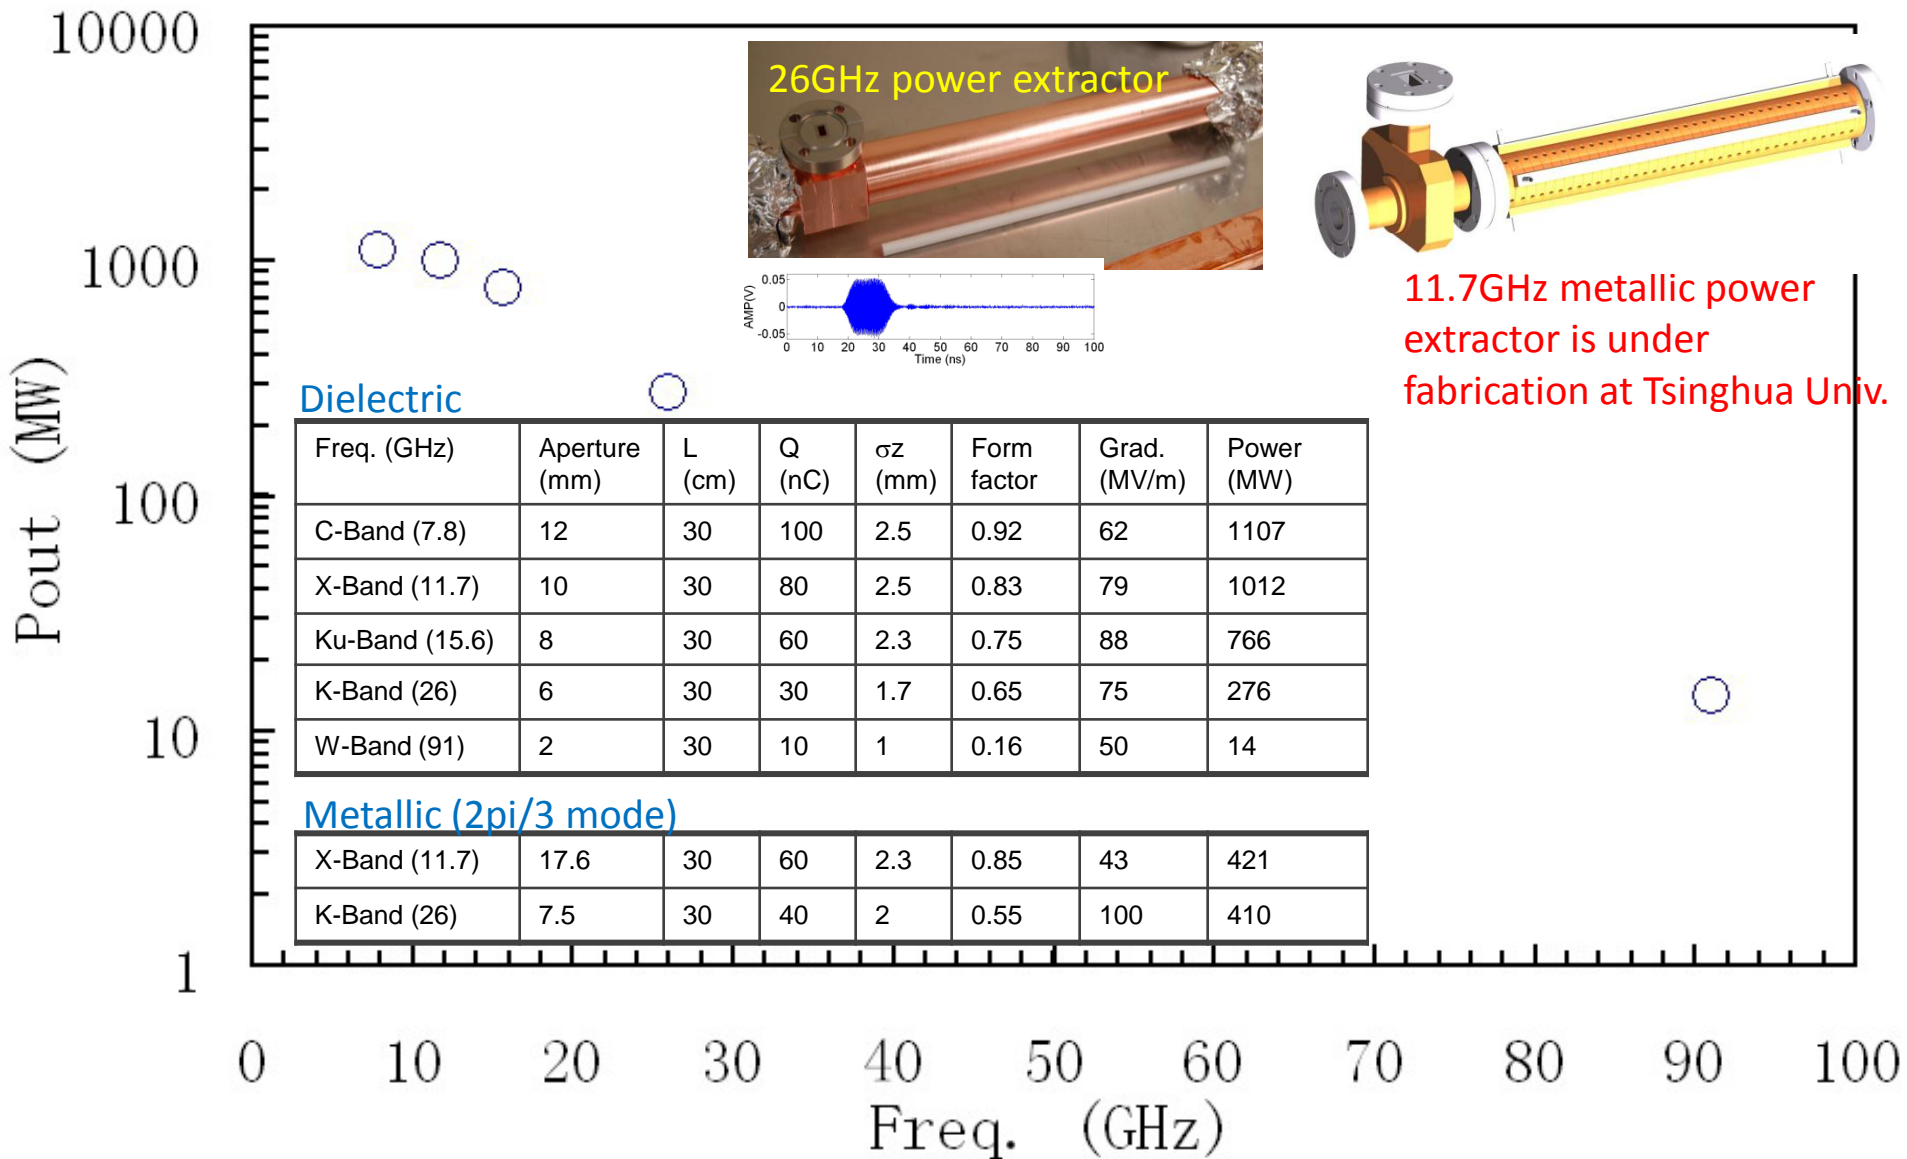 10000
1000
100
10
1
Pout (MW)
26GHz power extractor
AMP(V)
0.05
0
-0.05
0 10 20 30 40 50 60 70 80 90 100
Time (ns)
11.7GHz metallic power
extractor is under
fabrication at Tsinghua Univ.
Dielectric
Freq. (GHz) Aperture (mm) L (cm) Q (nC) σz (mm) Form factor Grad. (MV/m) Power (MW)
C-Band (7.8) 12 30 100 2.5 0.92 62 1107
X-Band (11.7) 10 30 80 2.5 0.83 79 1012
Ku-Band (15.6) 8 30 60 2.3 0.75 88 766
K-Band (26) 6 30 30 1.7 0.65 75 276
W-Band (91) 2 30 10 1 0.16 50 14
Metallic (2pi/3 mode)
X-Band (11.7) 17.6 30 60 2.3 0.85 43 421
K-Band (26) 7.5 30 40 2 0.55 100 410
0 10 20 30 40 50 60 70 80 90 100
Freq. (GHz)